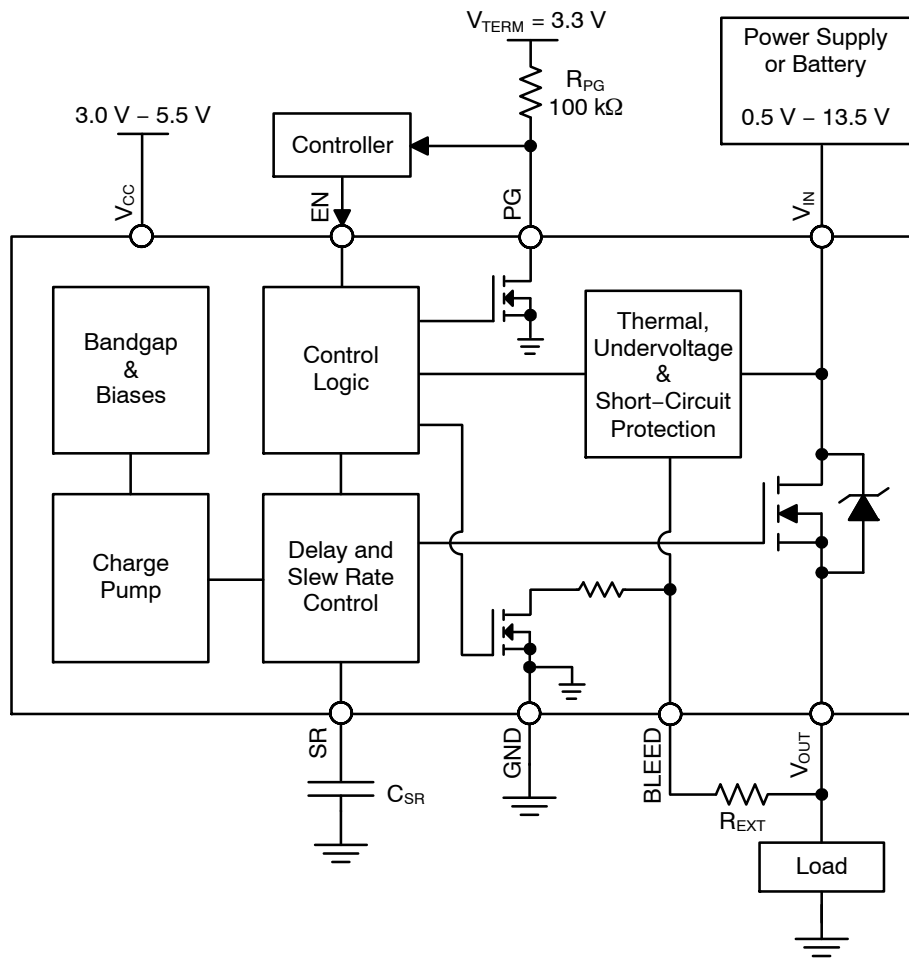 V_TERM = 3.3 V
R_PG
100 kΩ
Power Supply
or Battery
0.5 V – 13.5 V
3.0 V – 5.5 V
Controller
V_CC
EN
PG
V_IN
Bandgap
&
Biases
Control
Logic
Thermal,
Undervoltage
&
Short–Circuit
Protection
Charge
Pump
Delay and
Slew Rate
Control
SR
GND
BLEED
V_OUT
C_SR
R_EXT
Load